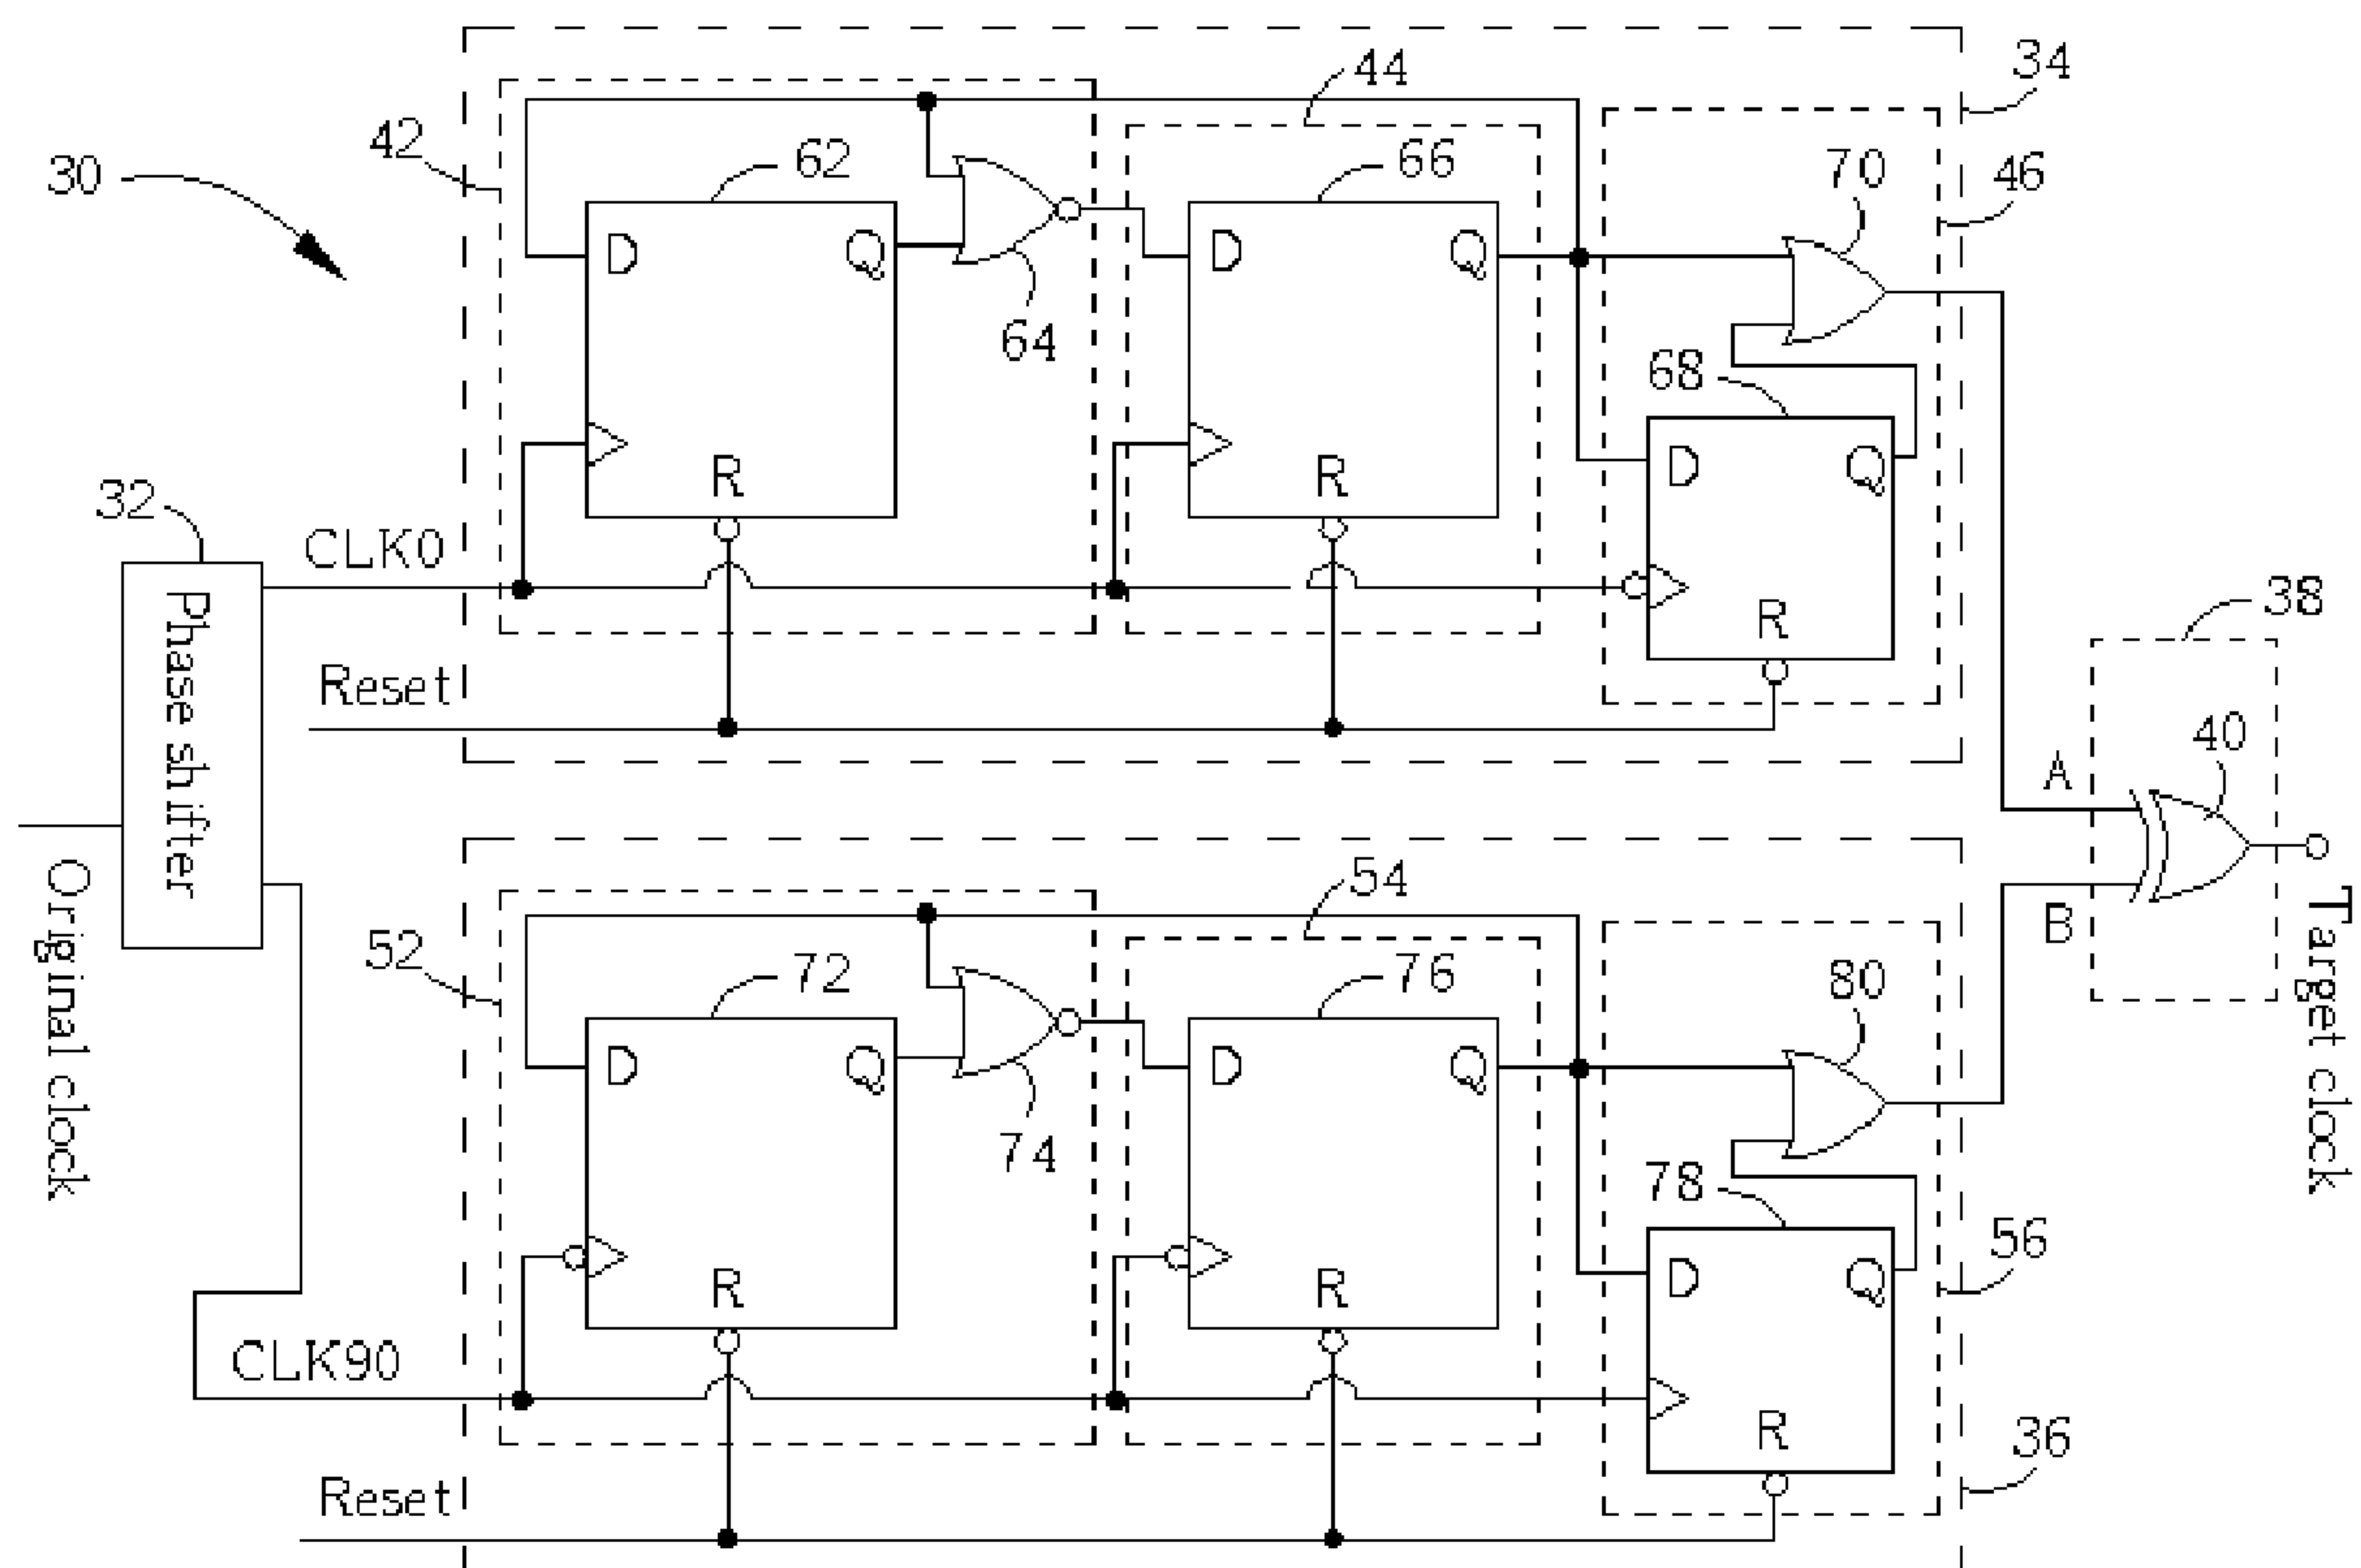 34
44
42
62
66
70
46
30
D
Q
D
Q
64
68
D
Q
R
R
32
CLK0
R
38
Reset
Phase shifter
40
A
54
Original clock
B
Target clock
52
72
76
80
D
Q
D
Q
74
78
56
D
Q
R
R
CLK90
R
36
Reset